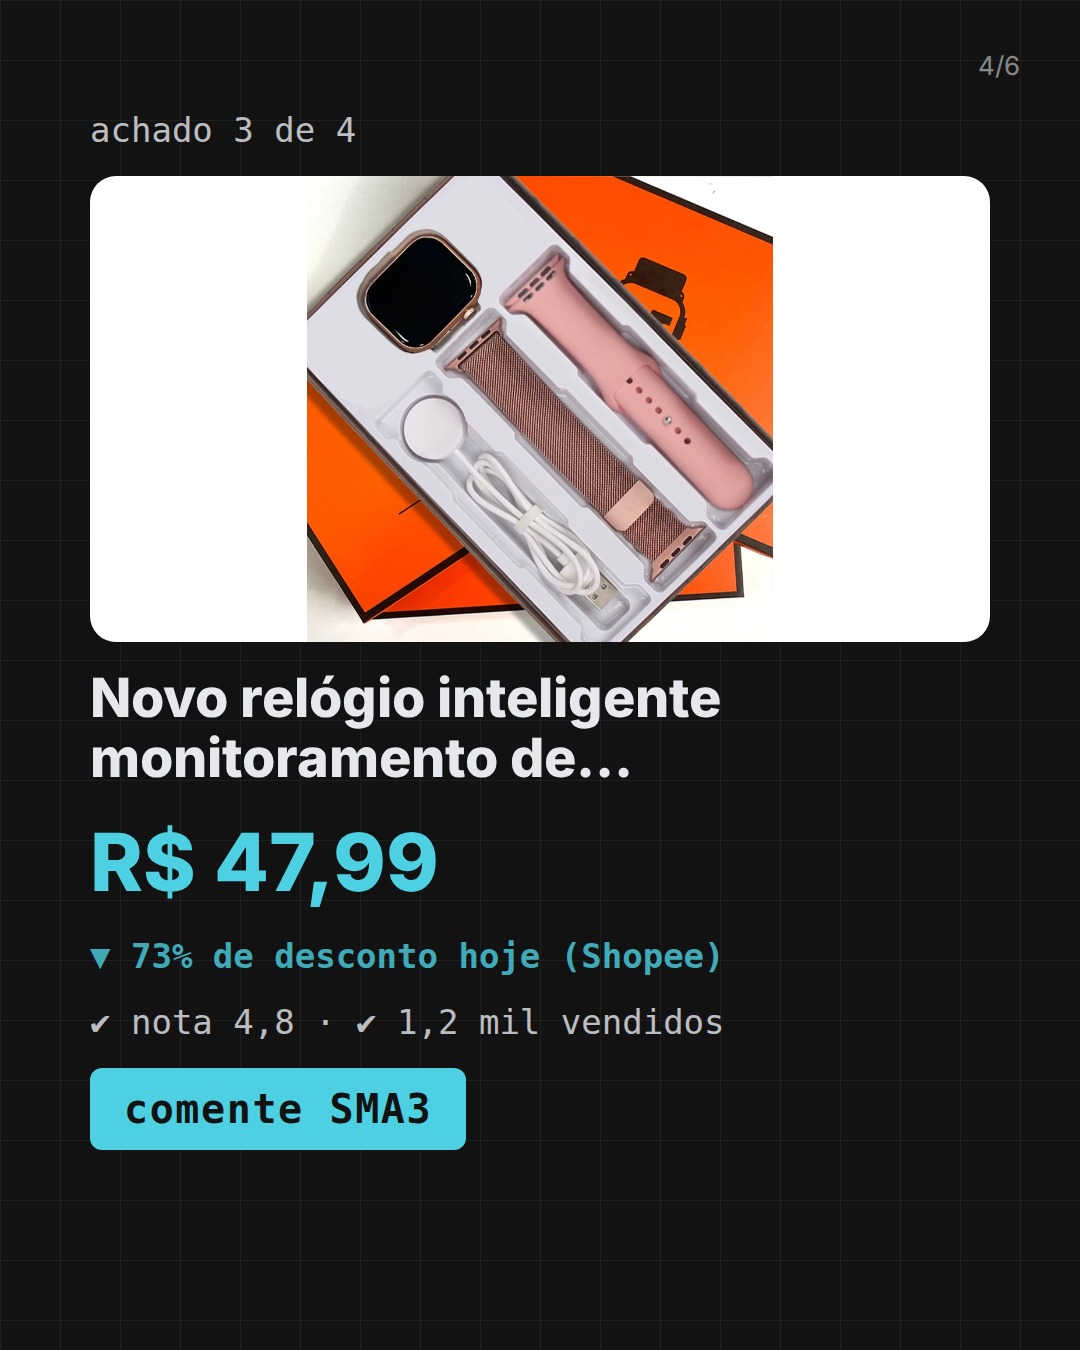 4/6
achado 3 de 4
Novo relógio inteligente
monitoramento de...
R$ 47,99
▼ 73% de desconto hoje (Shopee)
✔ nota 4,8 · ✔ 1,2 mil vendidos
comente SMA3